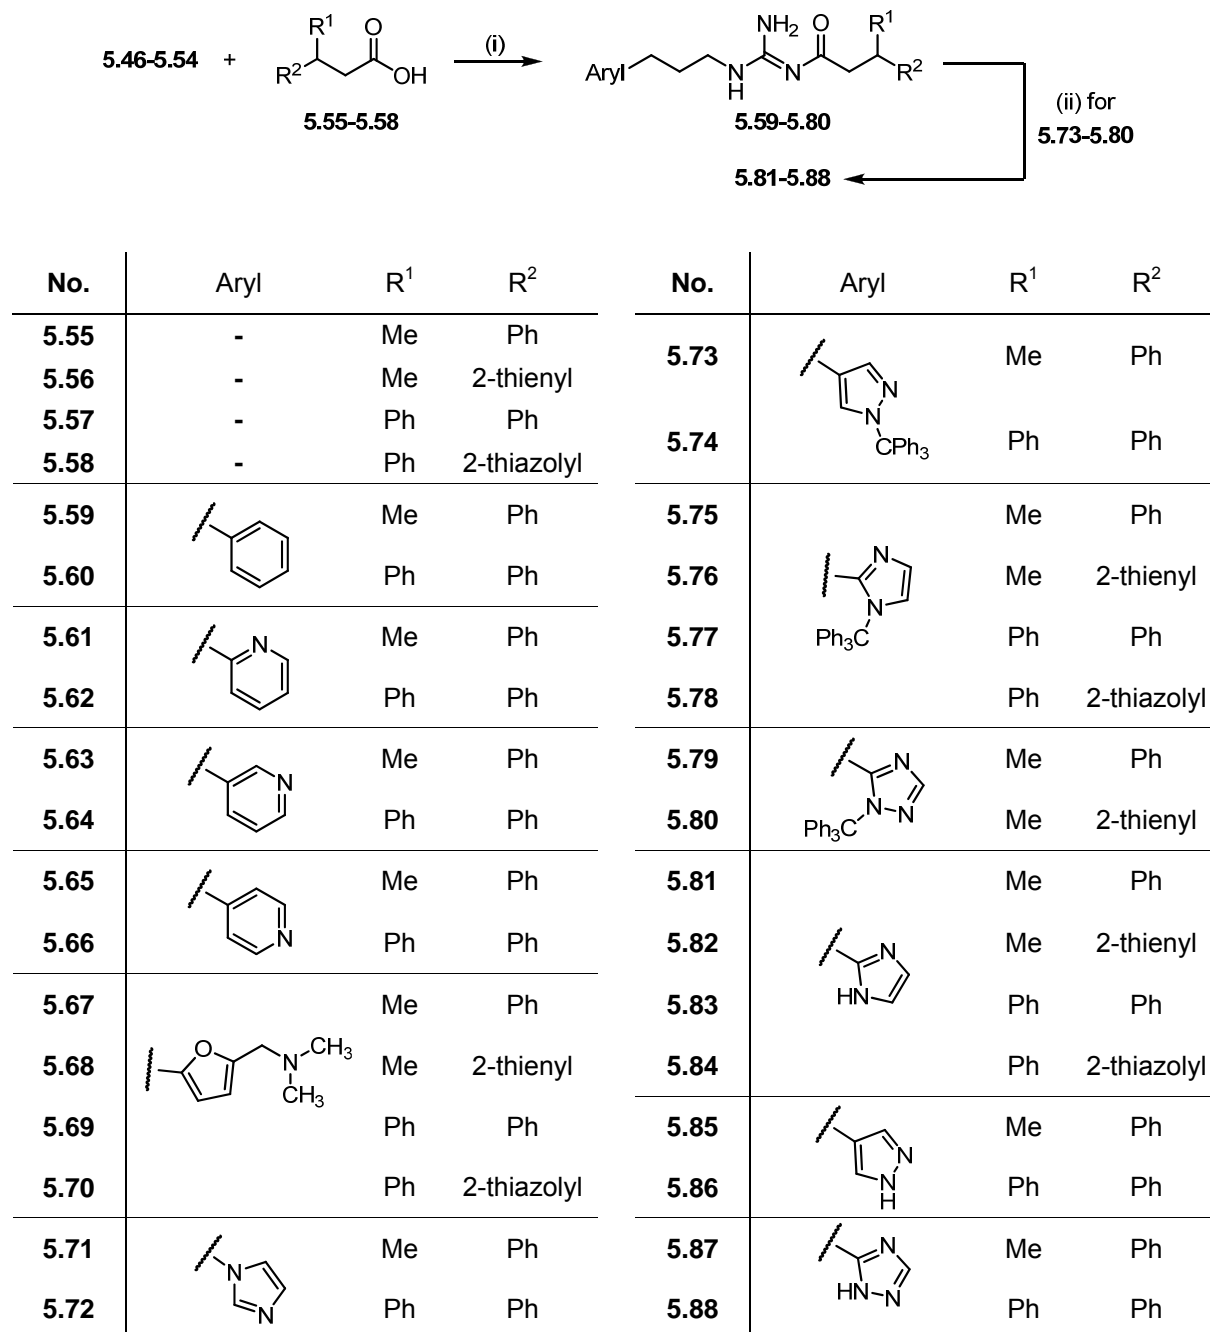 5.46-5.54 + R¹ R² O OH (i) Aryl N H NH₂ N O R¹ R²
5.55-5.58 5.59-5.80
(ii) for
5.73-5.80
5.81-5.88
No. Aryl R¹ R²
5.55 - Me Ph
5.56 - Me 2-thienyl
5.57 - Ph Ph
5.58 - Ph 2-thiazolyl
5.59 Me Ph
5.60 Ph Ph
5.61 N Me Ph
5.62 Ph Ph
5.63 N Me Ph
5.64 Ph Ph
5.65 Me Ph
5.66 N Ph Ph
5.67 Me Ph
5.68 O N CH₃ CH₃ Me 2-thienyl
5.69 Ph Ph
5.70 Ph 2-thiazolyl
5.71 N Me Ph
5.72 N Ph Ph
No. Aryl R¹ R²
5.73 N N Me Ph
5.74 CPh₃ Ph Ph
5.75 N Me Ph
5.76 N Me 2-thienyl
5.77 Ph₃C Ph Ph
5.78 Ph 2-thiazolyl
5.79 N N N Me Ph
5.80 Ph₃C Me 2-thienyl
5.81 Me Ph
5.82 N Me 2-thienyl
5.83 HN Ph Ph
5.84 Ph 2-thiazolyl
5.85 N Me Ph
5.86 N H Ph Ph
5.87 N Me Ph
5.88 HN N Ph Ph